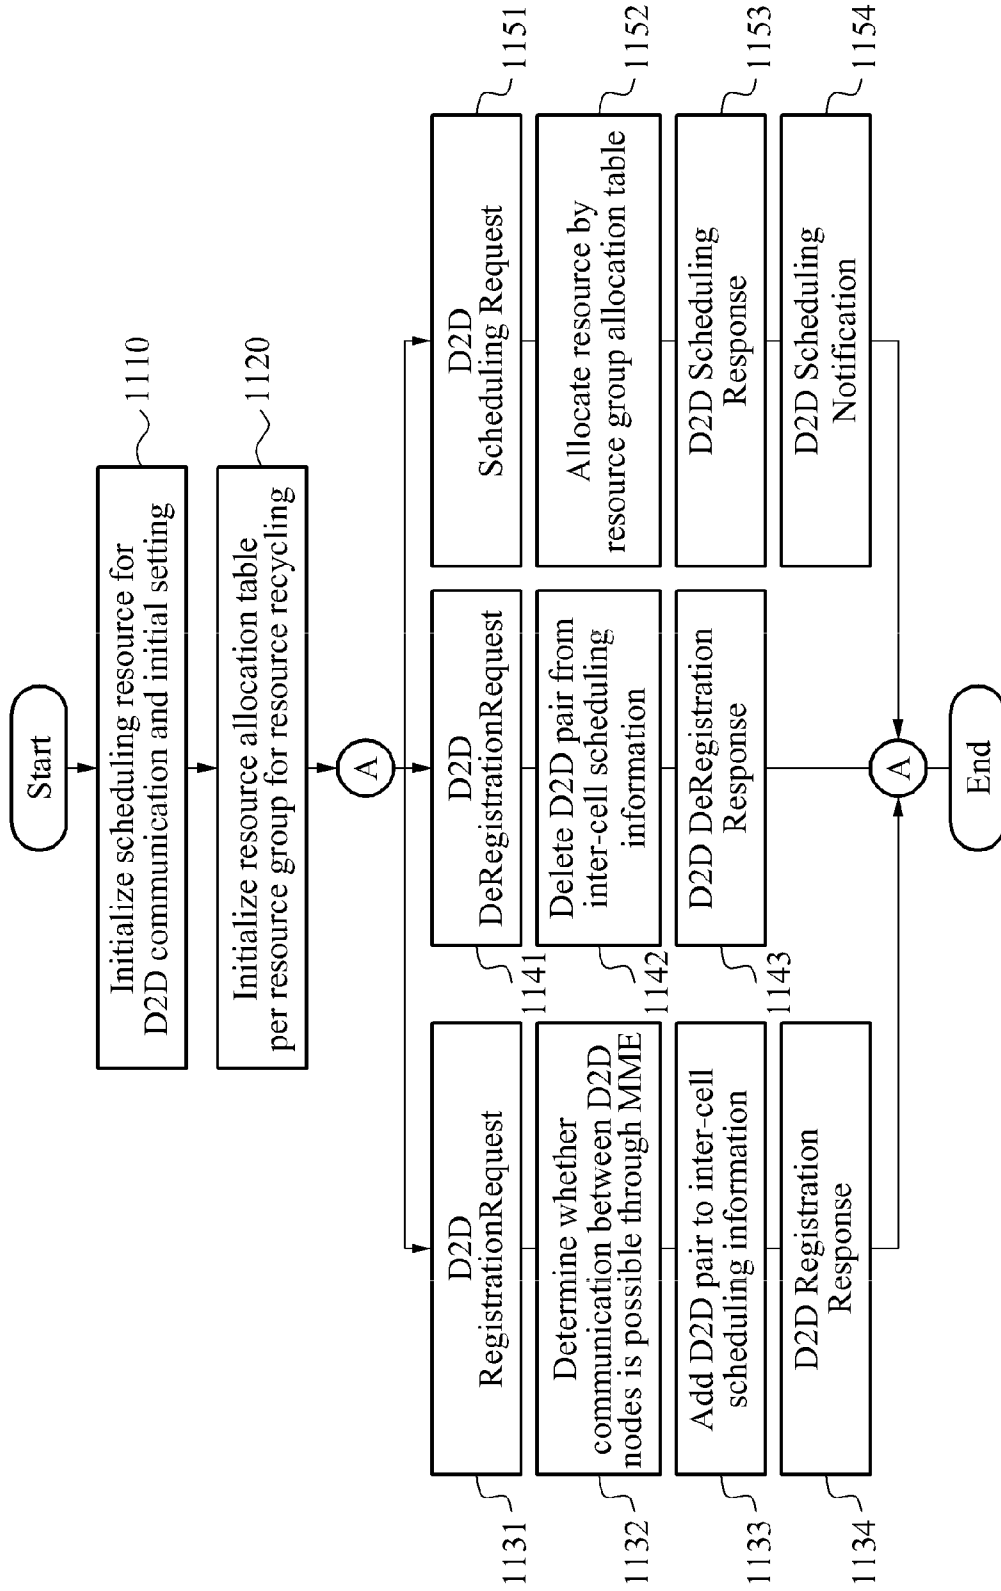 Start
Initialize scheduling resource for
D2D communication and initial setting
1110
Initialize resource allocation table
per resource group for resource recycling
1120
A
D2D
RegistrationRequest
1131
Determine whether
communication between D2D
nodes is possible through MME
1132
Add D2D pair to inter-cell
scheduling information
1133
D2D Registration
Response
1134
D2D
DeRegistrationRequest
1141
Delete D2D pair from
inter-cell scheduling
information
1142
D2D DeRegistration
Response
1143
D2D
Scheduling Request
1151
Allocate resource by
resource group allocation table
1152
D2D Scheduling
Response
1153
D2D Scheduling
Notification
1154
A
End